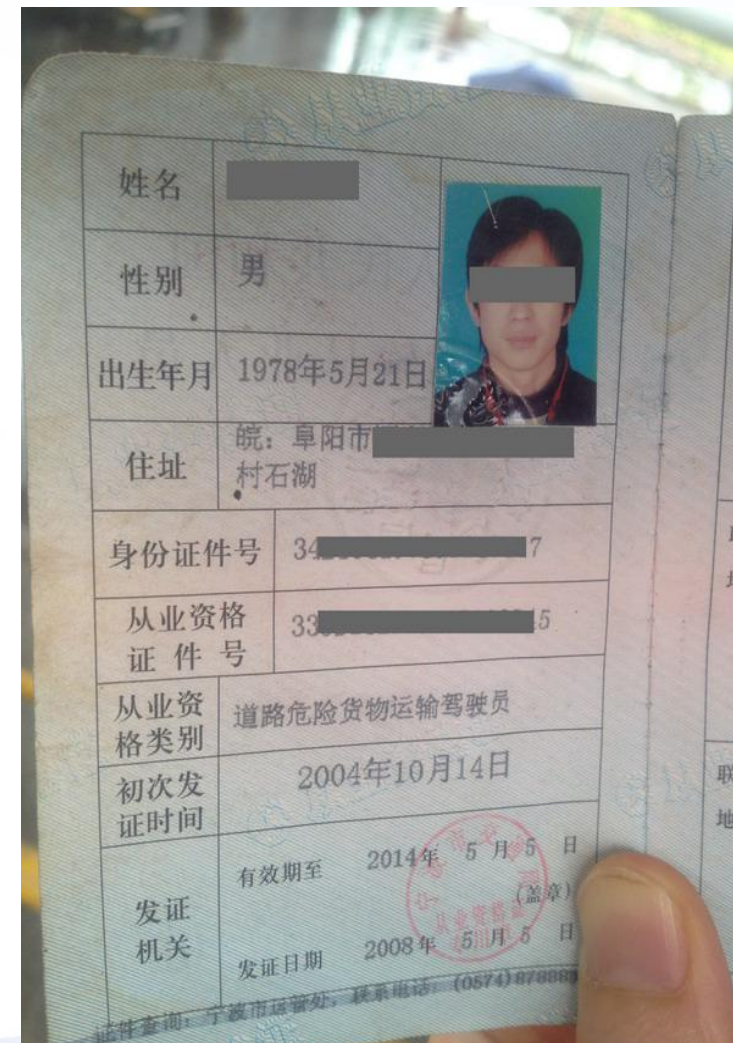 姓名
性别 男
出生年月 1978年5月21日
住址 皖：阜阳市
村石湖
身份证件号 34 7
从业资格
证件号 33 5
从业资
格类别 道路危险货物运输驾驶员
初次发
证时间 2004年10月14日
发证
机关
有效期至 2014年 5月5日
(盖章)
发证日期 2008年 5月5日
证件查询：宁波市运管处，联系电话：(0574)87888
联
地